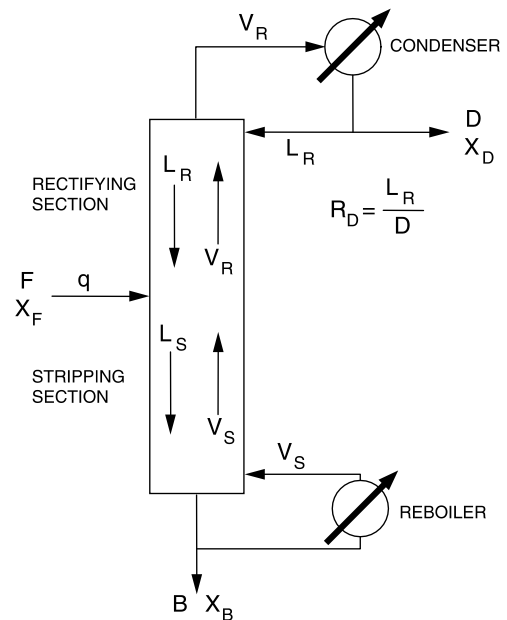 V_R
CONDENSER
D
X_D
L_R
L_R
R_D = L_R / D
RECTIFYING
SECTION
V_R
F
X_F
q
L_S
STRIPPING
SECTION
V_S
V_S
REBOILER
B X_B